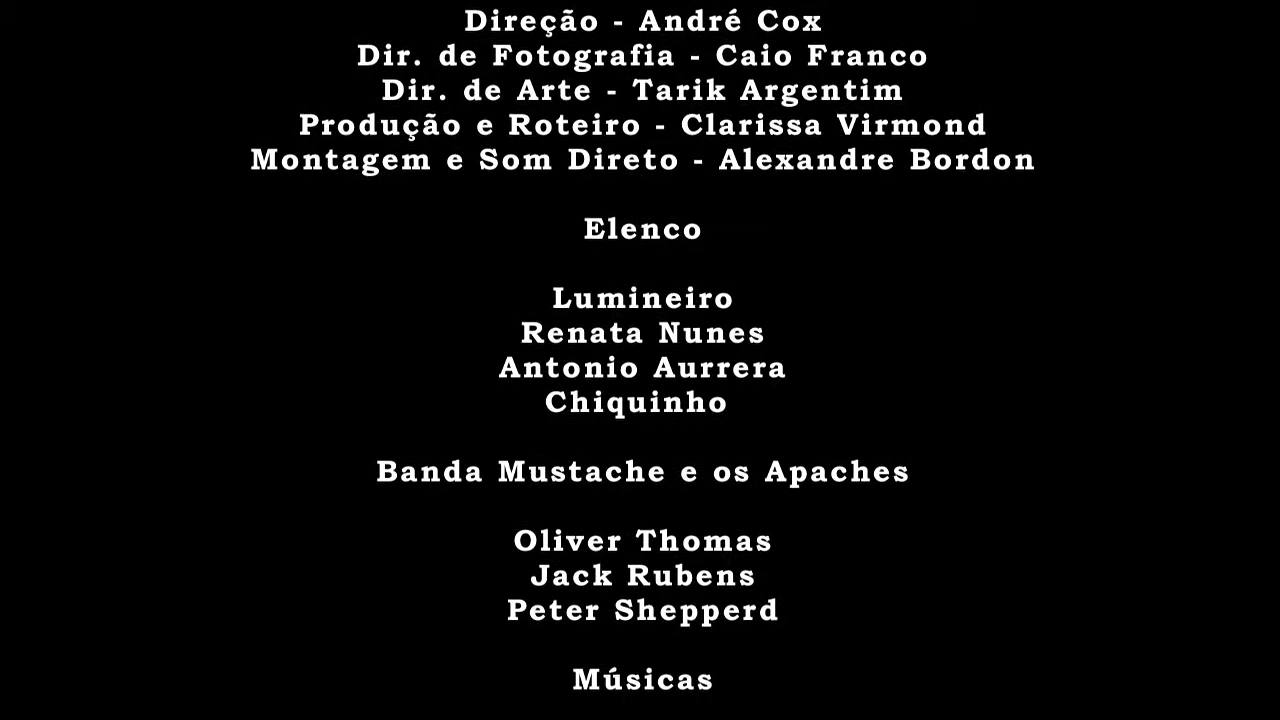 Direção - André Cox
Dir. de Fotografia - Caio Franco
Dir. de Arte - Tarik Argentim
Produção e Roteiro - Clarissa Virmond
Montagem e Som Direto - Alexandre Bordon
Elenco
Lumineiro
Renata Nunes
Antonio Aurrera
Chiquinho
Banda Mustache e os Apaches
Oliver Thomas
Jack Rubens
Peter Shepperd
Músicas